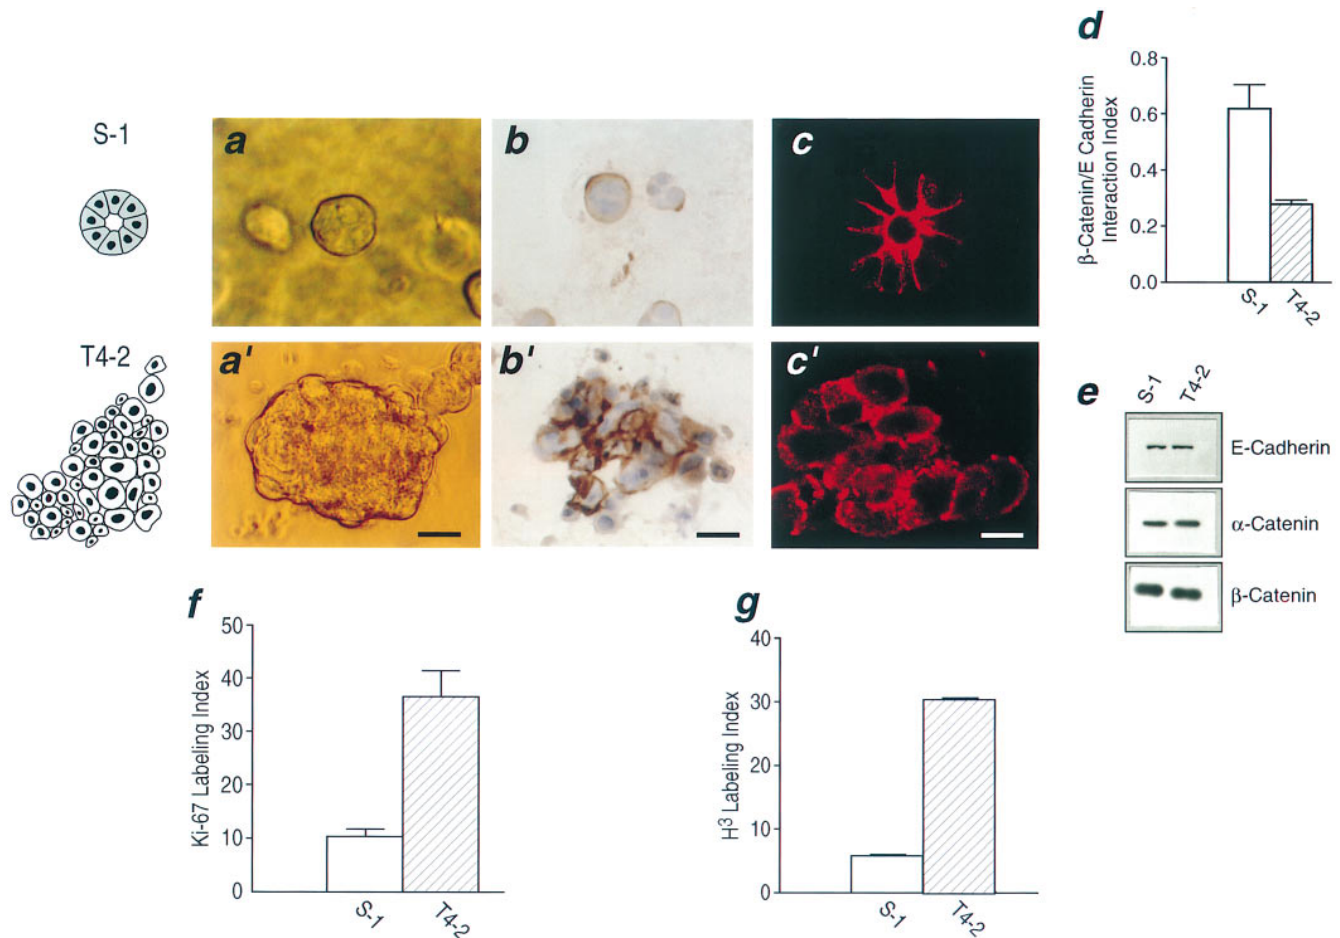 S-1
a
b
c
T4-2
a'
b'
c'
d
β-Catenin/E Cadherin
Interaction Index
0.8
0.6
0.4
0.2
0.0
S-1
T4-2
e
S-1
T4-2
E-Cadherin
α-Catenin
β-Catenin
f
Ki-67 Labeling Index
50
40
30
20
10
0
S-1
T4-2
g
H³ Labeling Index
40
30
20
10
0
S-1
T4-2